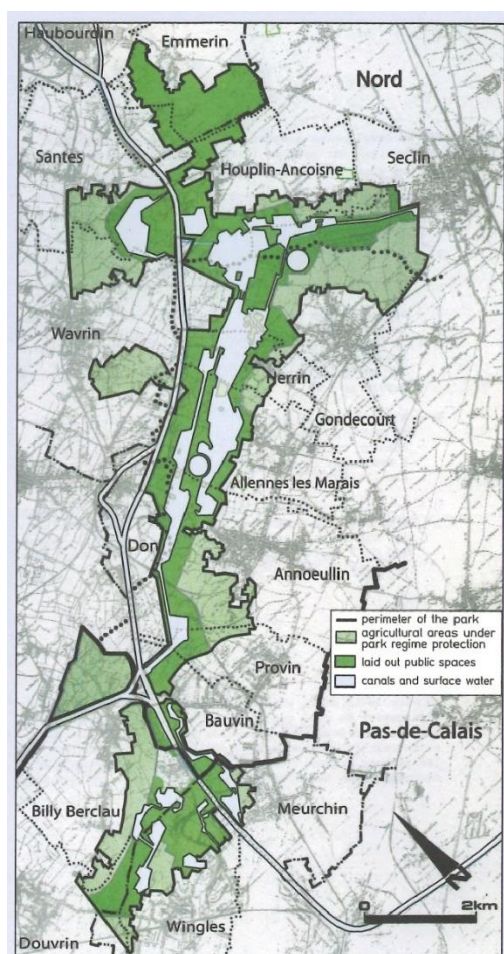 Haubourdin
Emmerin
Nord
Santes
Houplin-Ancoisne
Seclin
Wavrin
Herrin
Gondecourt
Allennes les Marais
Don
Annoeullin
perimeter of the park
agricultural areas under
park regime protection
laid out public spaces
canals and surface water
Provin
Bauvin
Pas-de-Calais
Billy Berclau
Meurchin
N
0 2km
Wingles
Douvrin